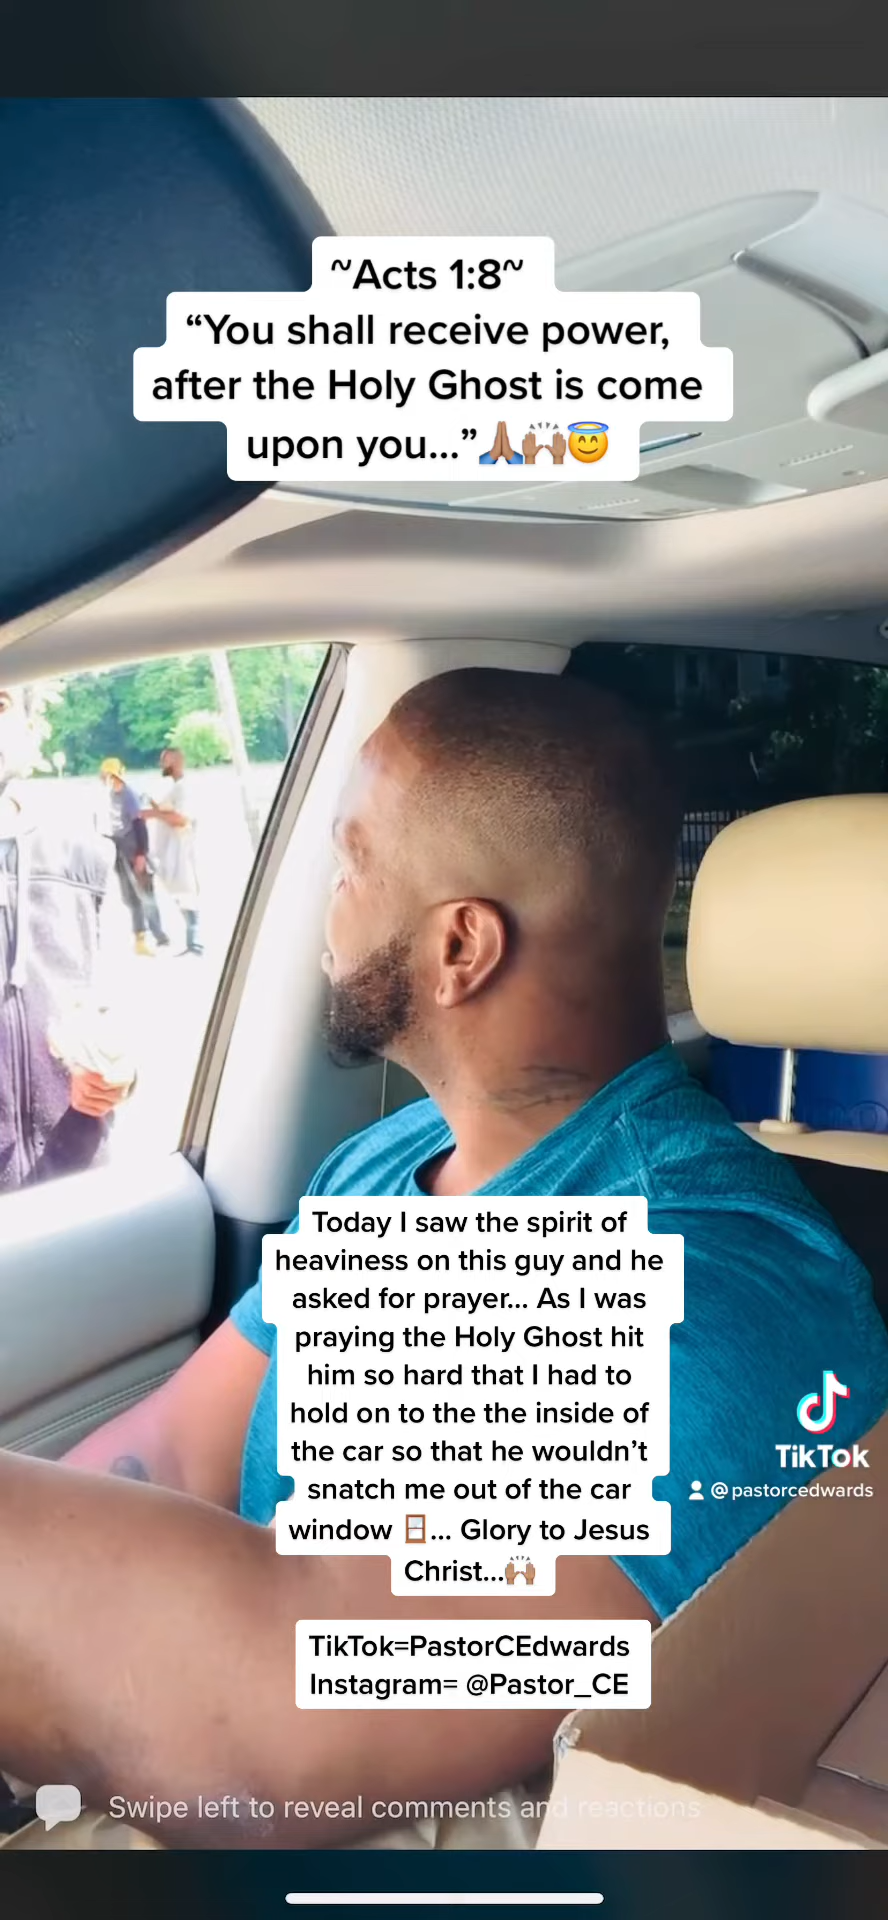 ~Acts 1:8~
“You shall receive power,
after the Holy Ghost is come
upon you...”🙏🏽🙌🏽😇
Today I saw the spirit of
heaviness on this guy and he
asked for prayer... As I was
praying the Holy Ghost hit
him so hard that I had to
hold on to the the inside of
the car so that he wouldn’t
snatch me out of the car
window 🪟... Glory to Jesus
Christ...🙌🏽
TikTok
@pastorcedwards
TikTok=PastorCEdwards
Instagram= @Pastor_CE
Swipe left to reveal comments and reactions